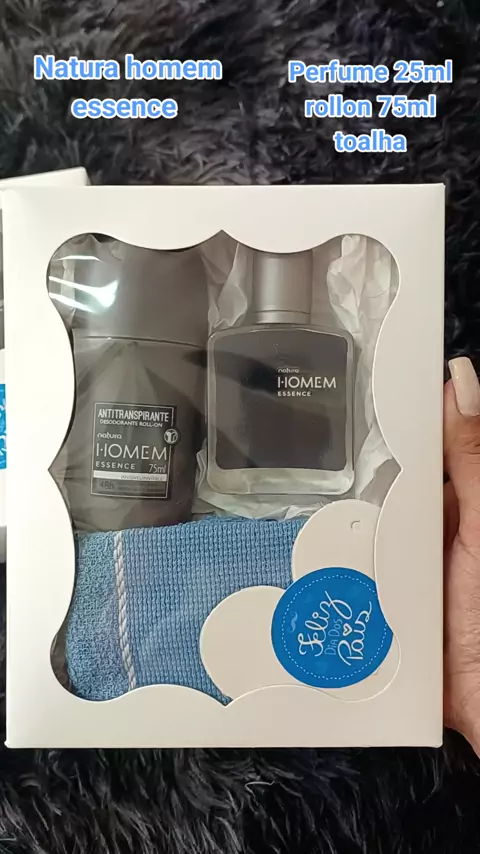 Natura homem
essence
Perfume 25ml
rollon 75ml
toalha
ANTITRANSPIRANTE
DESODORANTE ROLL-ON
natura
HOMEM
ESSENCE
75ml
natura
HOMEM
ESSENCE
Feliz
DIA DOS
Pais